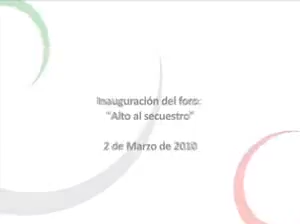 Inauguración del foro:
"Alto al secuestro"
2 de Marzo de 2010